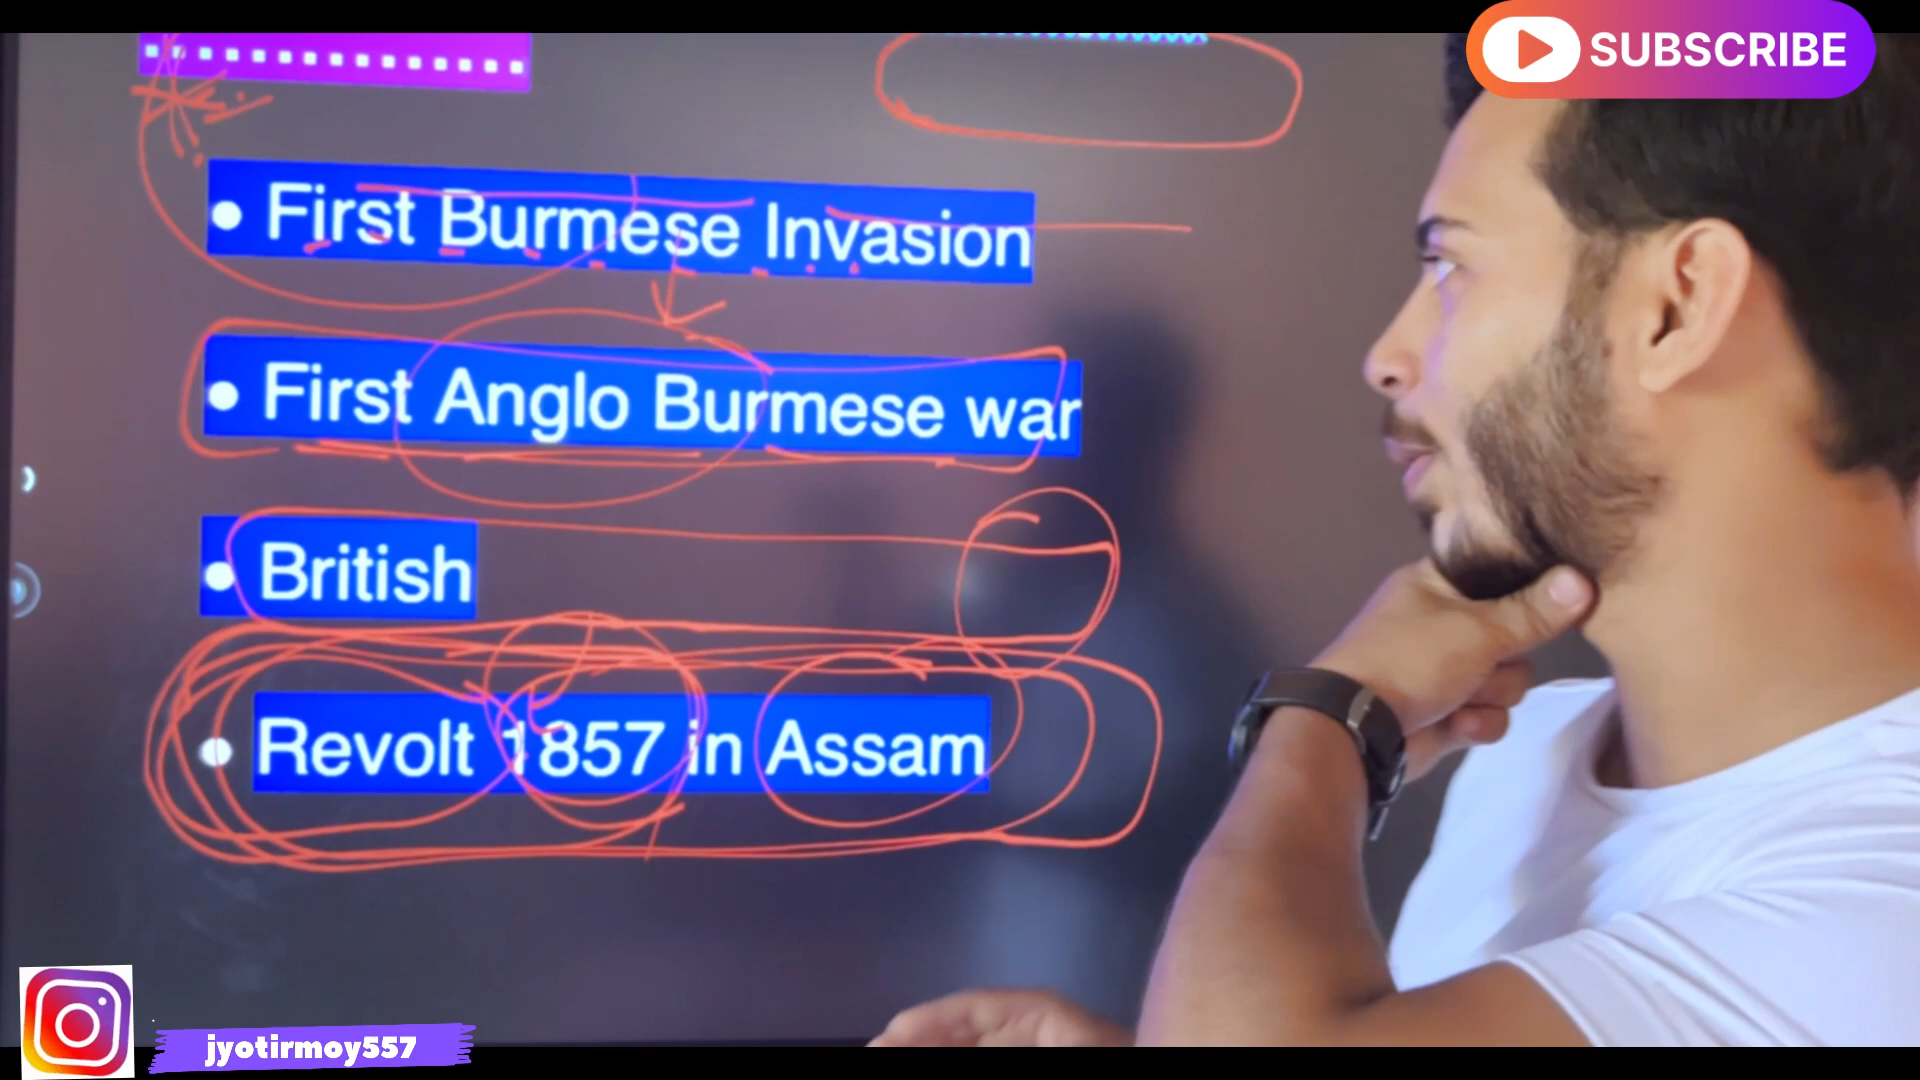 SUBSCRIBE
• First Burmese Invasion
• First Anglo Burmese war
• British
• Revolt 1857 in Assam
jyotirmoy557